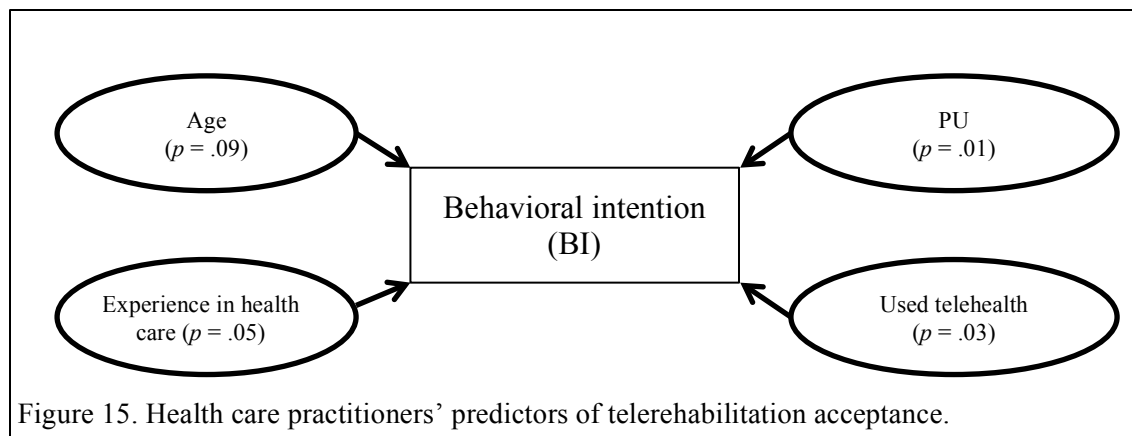 Age
(p = .09)
PU
(p = .01)
Behavioral intention
(BI)
Experience in health
care (p = .05)
Used telehealth
(p = .03)
Figure 15. Health care practitioners’ predictors of telerehabilitation acceptance.